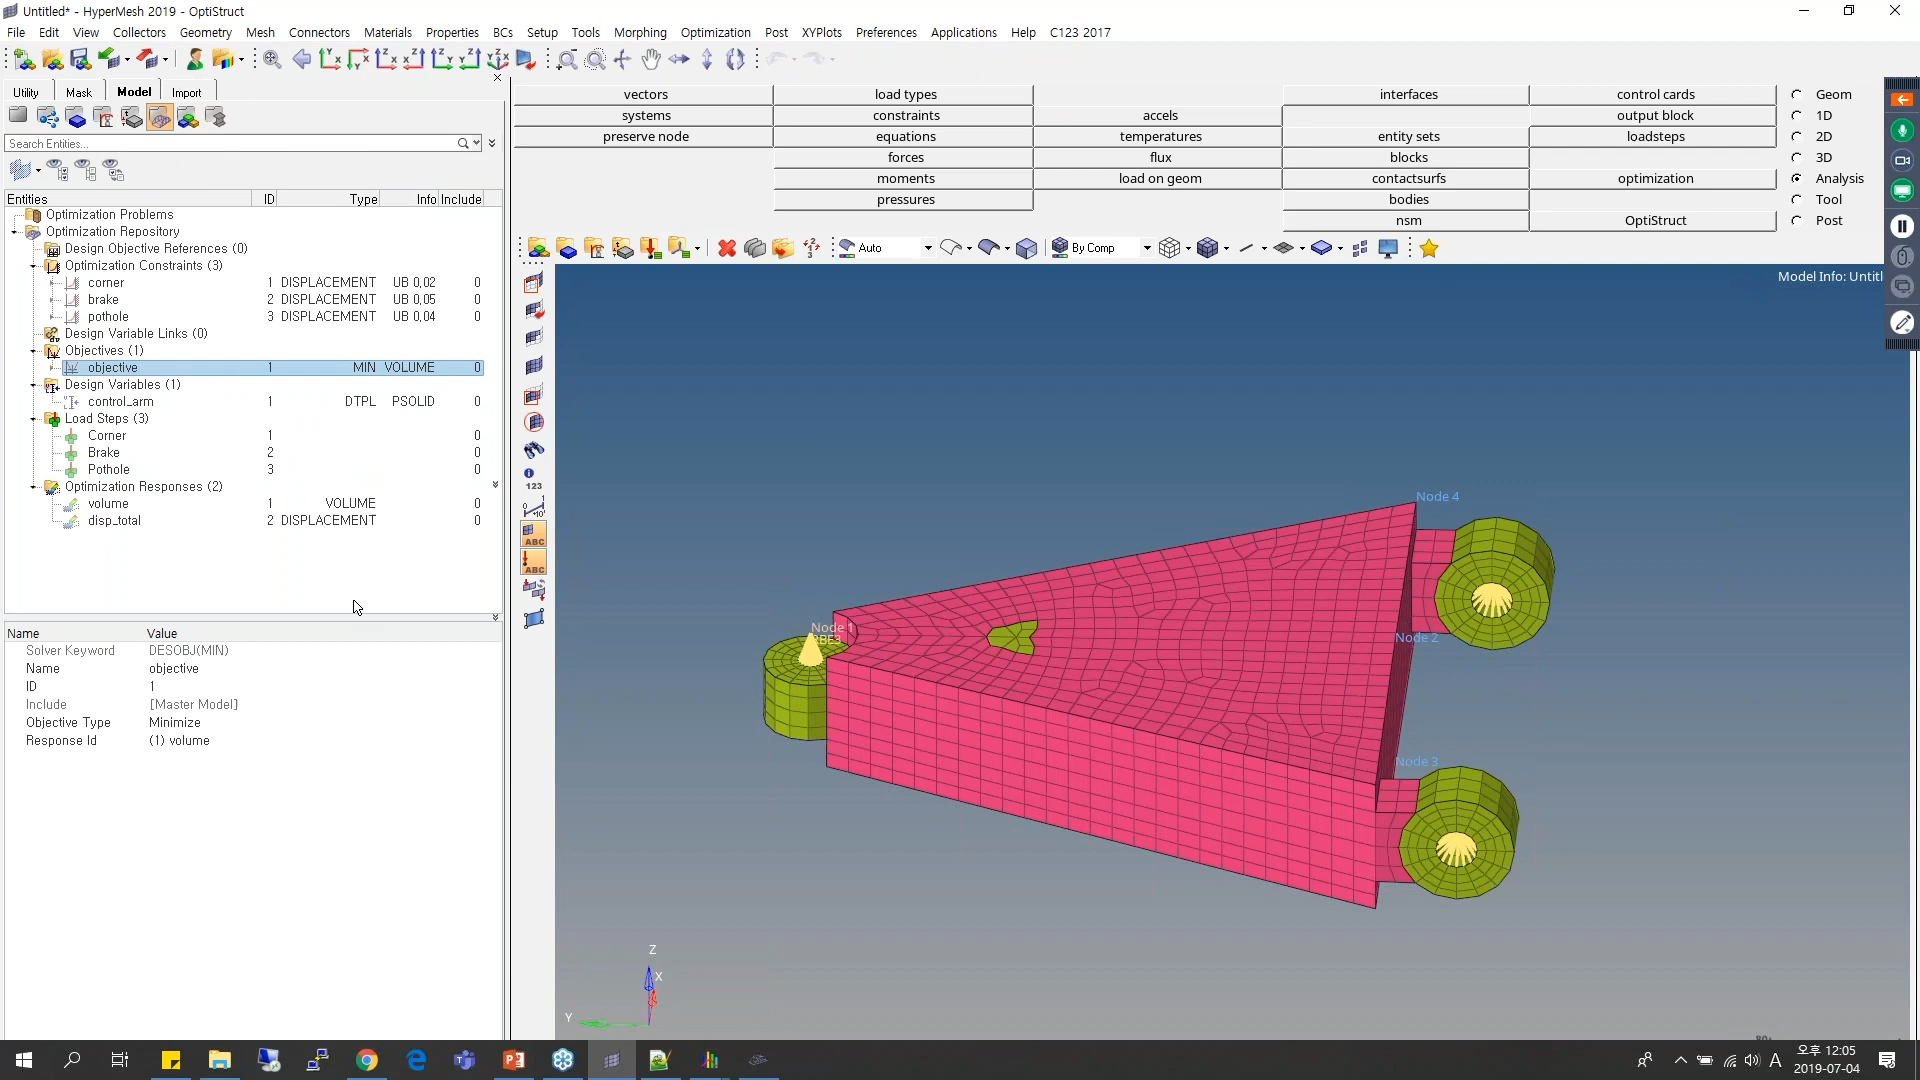 Untitled* - HyperMesh 2019 - OptiStruct
File Edit View Collectors Geometry Mesh Connectors Materials Properties BCs Setup Tools Morphing Optimization Post XYPlots Preferences Applications Help C123 2017
Utility Mask Model Import
Search Entities...
Entities ID Type Info Include
Optimization Problems
Optimization Repository
Design Objective References (0)
Optimization Constraints (3)
corner 1 DISPLACEMENT UB 0,02 0
brake 2 DISPLACEMENT UB 0,05 0
pothole 3 DISPLACEMENT UB 0,04 0
Design Variable Links (0)
Objectives (1)
objective 1 MIN VOLUME 0
Design Variables (1)
control_arm 1 DTPL PSOLID 0
Load Steps (3)
Corner 1 0
Brake 2 0
Pothole 3 0
Optimization Responses (2)
volume 1 VOLUME 0
disp_total 2 DISPLACEMENT 0
Name Value
Solver Keyword DESOBJ(MIN)
Name objective
ID 1
Include [Master Model]
Objective Type Minimize
Response Id (1) volume
vectors load types interfaces control cards Geom
systems constraints accels output block 1D
preserve node equations temperatures entity sets loadsteps 2D
forces flux blocks 3D
moments load on geom contactsurfs optimization Analysis
pressures bodies Tool
nsm OptiStruct Post
Auto By Comp
Model Info: Untitl
123
ABC
ABC
Node 4
Node 1
RBE3
Node 2
Node 3
Z
X
Y
A
오후 12:05
2019-07-04